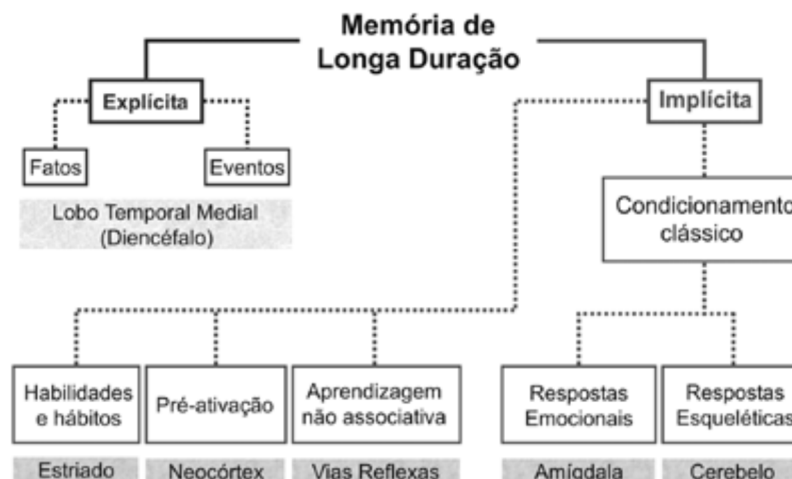 Memória de
Longa Duração
Explícita
Implícita
Fatos
Eventos
Lobo Temporal Medial
(Diencéfalo)
Condicionamento
clássico
Habilidades
e hábitos
Pré-ativação
Aprendizagem
não associativa
Respostas
Emocionais
Respostas
Esqueléticas
Estriado
Neocórtex
Vias Reflexas
Amígdala
Cerebelo